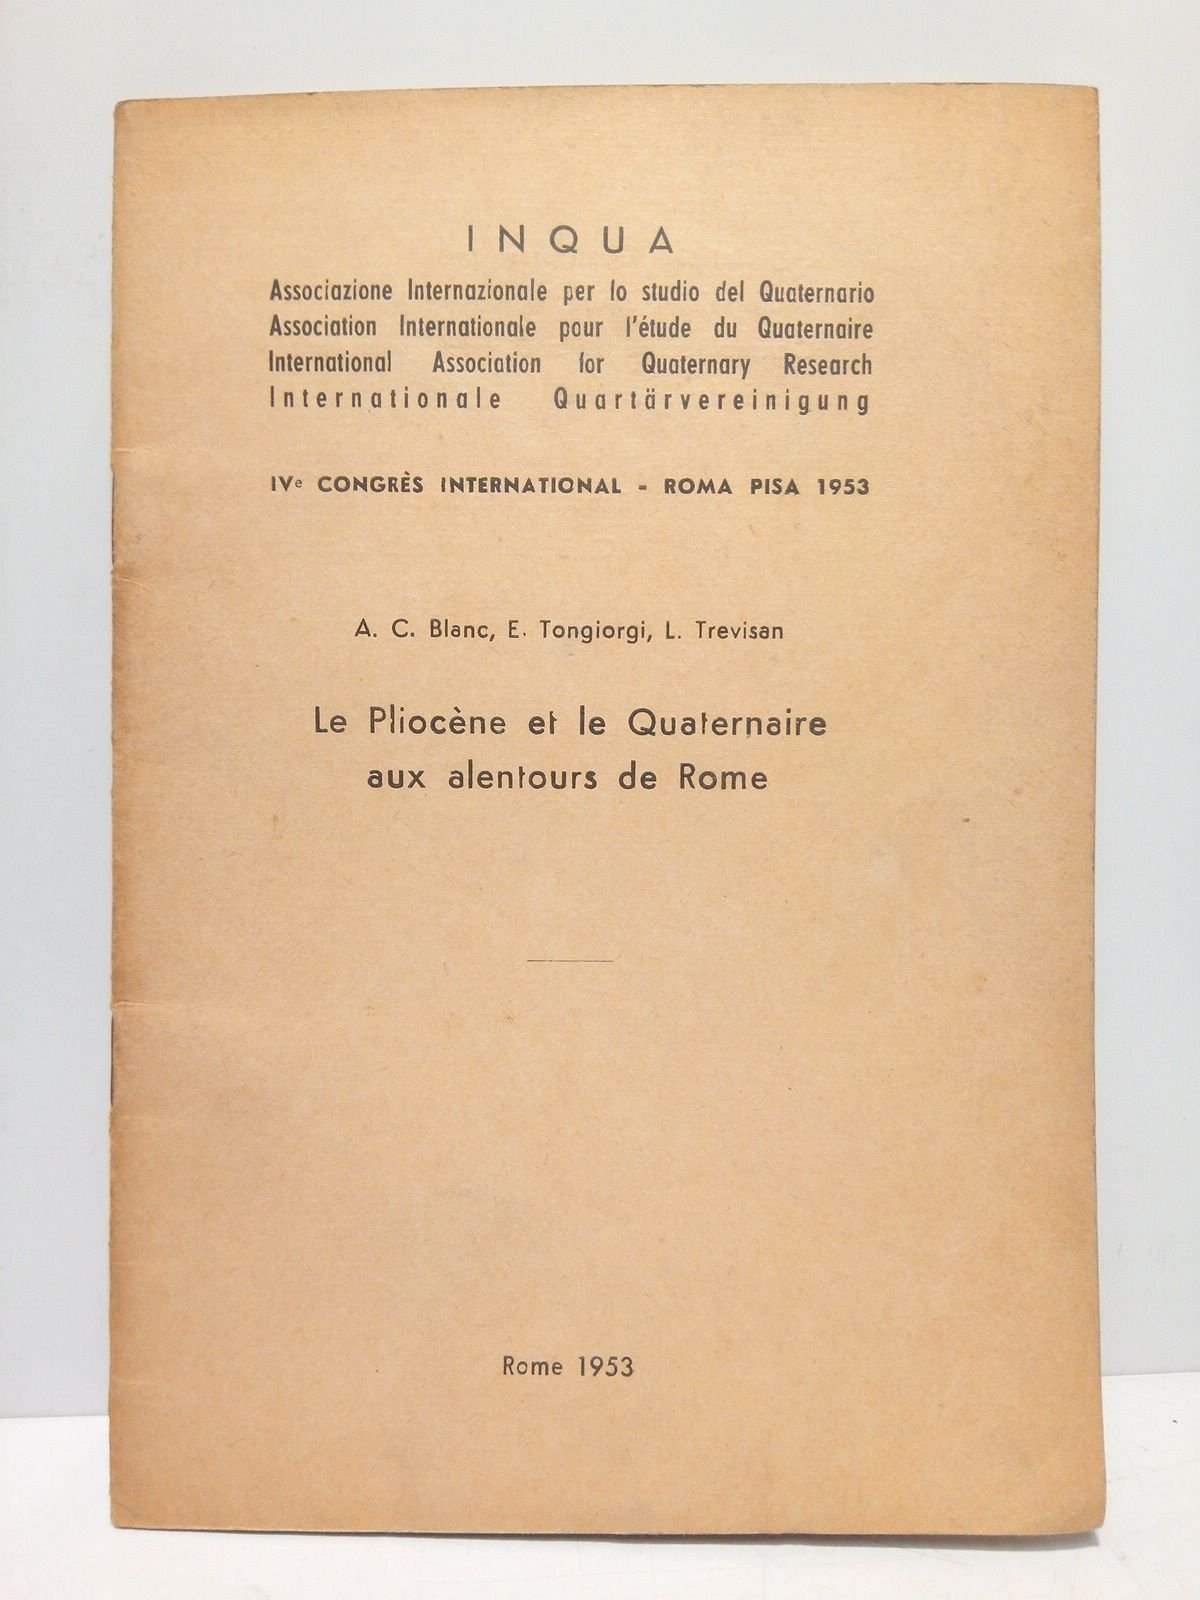 INQUA
Associazione Internazionale per lo studio del Quaternario
Association Internationale pour l'étude du Quaternaire
International Association for Quaternary Research
Internationale Quartärvereinigung
IVe CONGRÈS INTERNATIONAL - ROMA PISA 1953
A. C. Blanc, E. Tongiorgi, L. Trevisan
Le Pliocène et le Quaternaire
aux alentours de Rome
Rome 1953